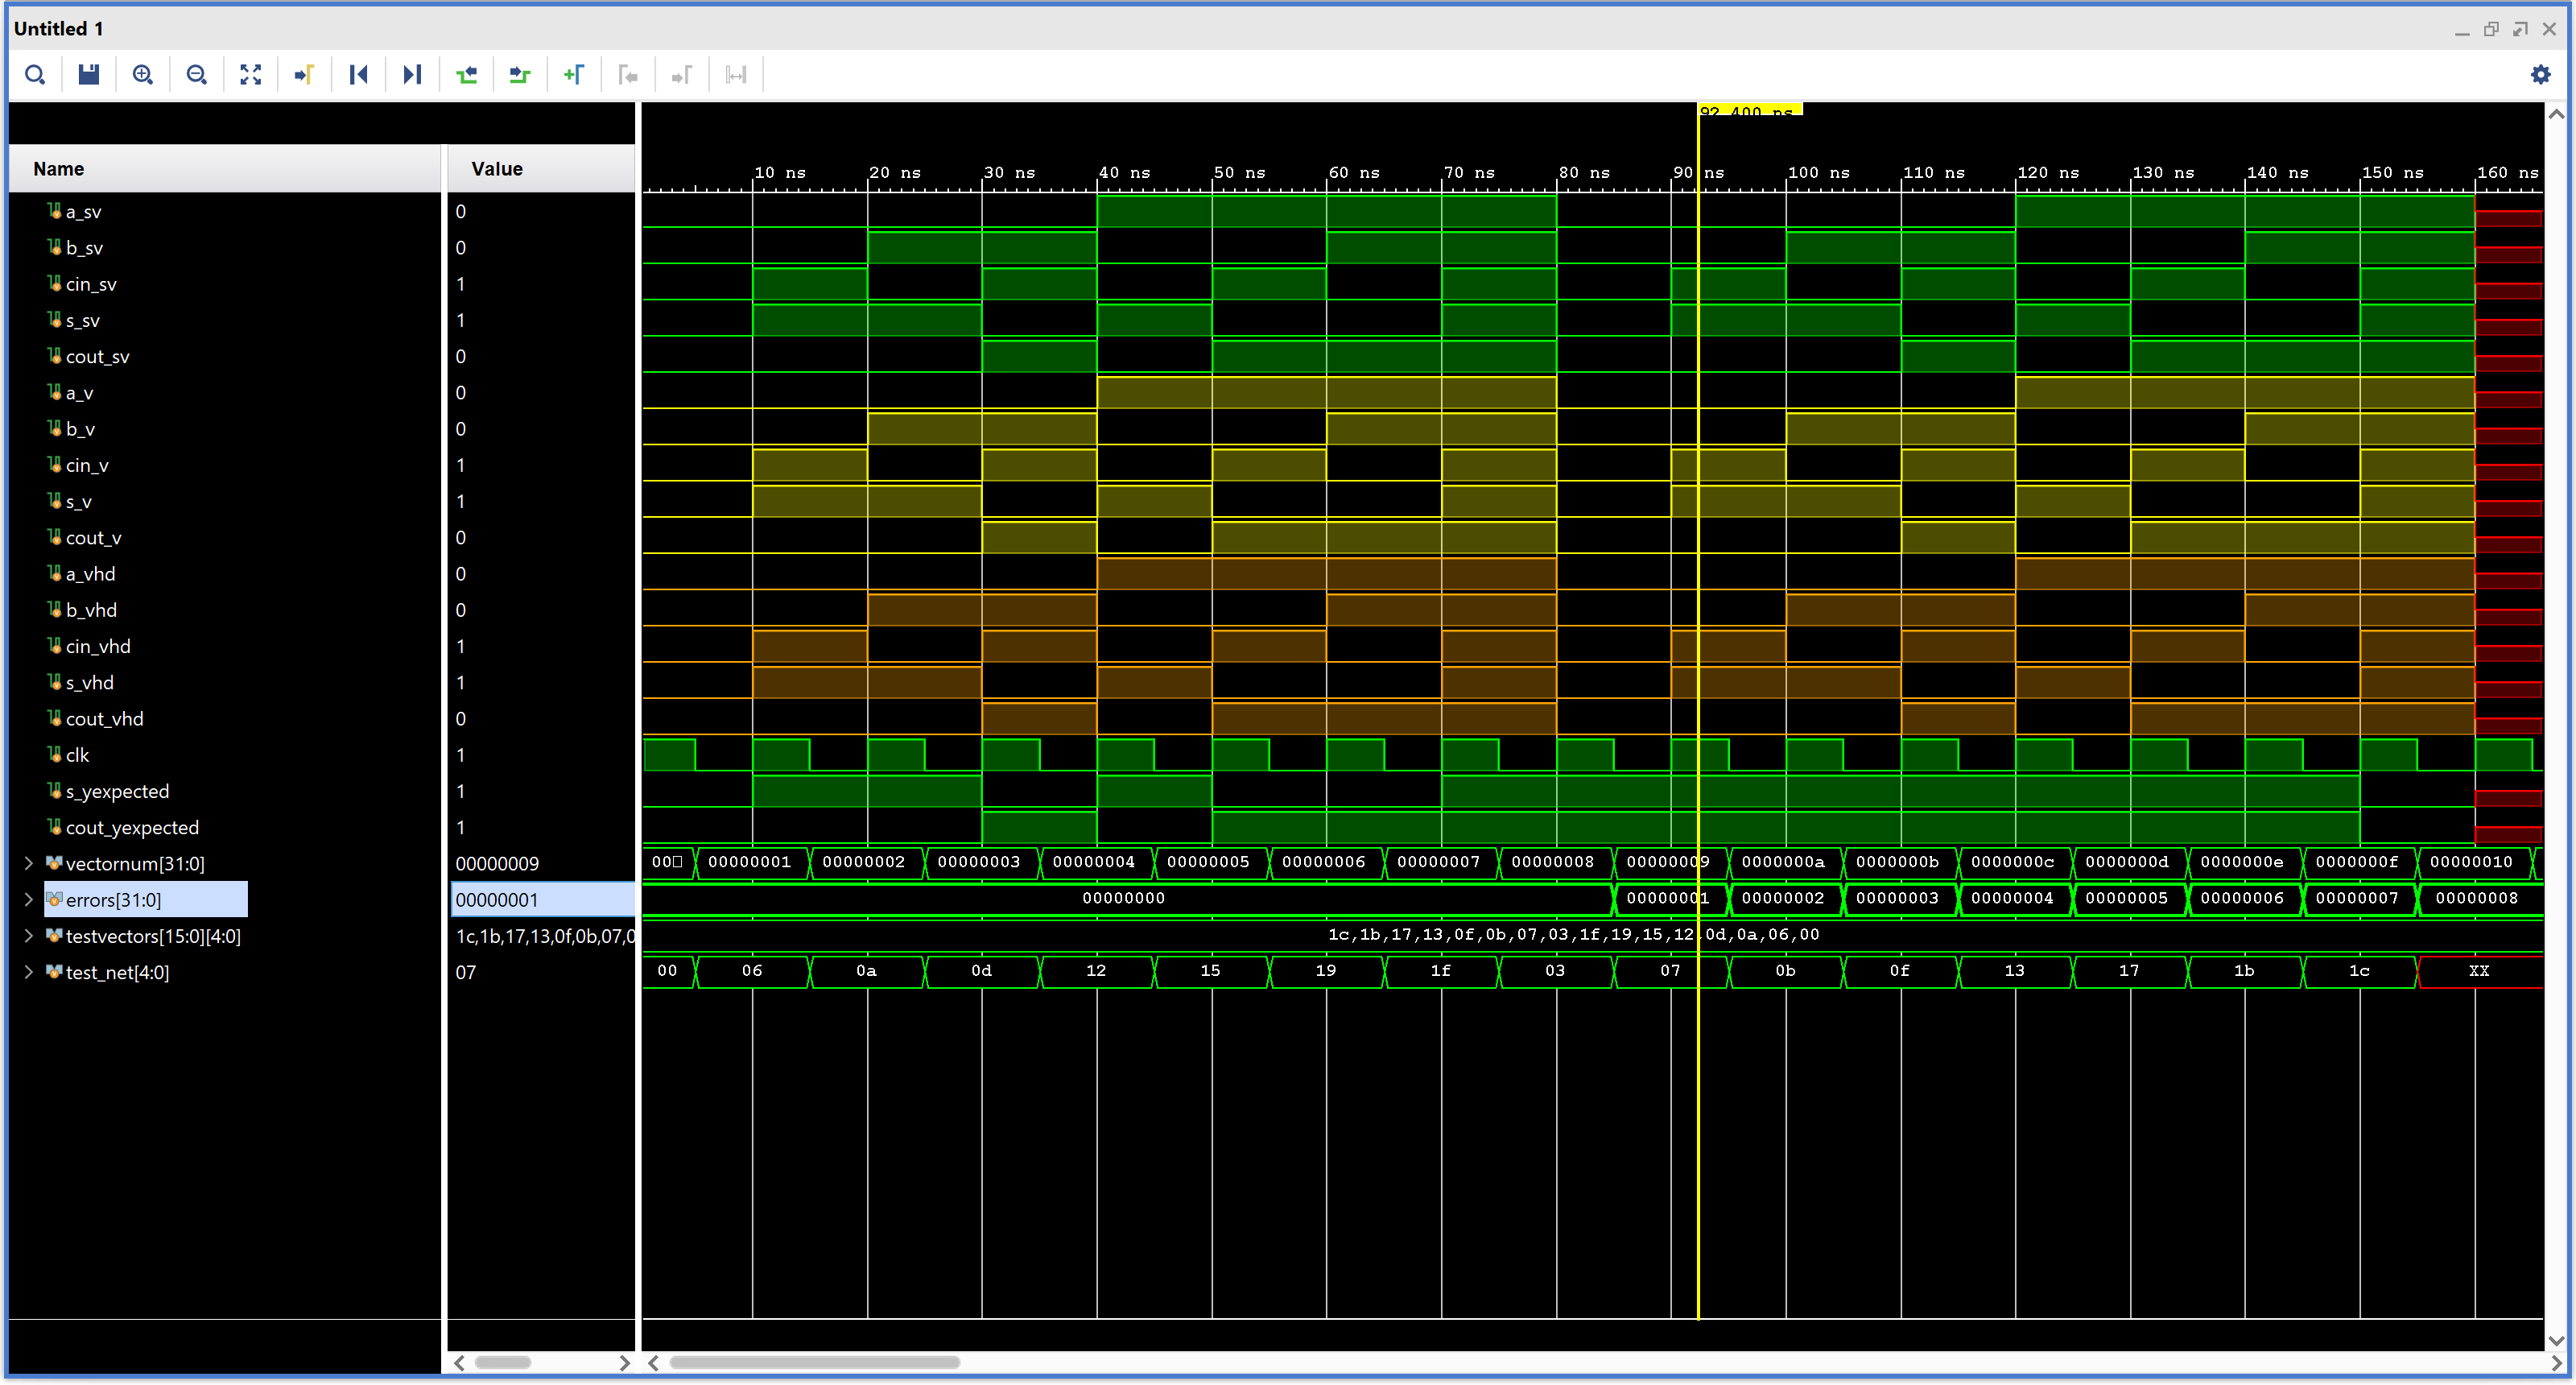 Untitled 1
92.400 ns
Name Value
10 ns 20 ns 30 ns 40 ns 50 ns 60 ns 70 ns 80 ns 90 ns 100 ns 110 ns 120 ns 130 ns 140 ns 150 ns 160 ns
a_sv 0
b_sv 0
cin_sv 1
s_sv 1
cout_sv 0
a_v 0
b_v 0
cin_v 1
s_v 1
cout_v 0
a_vhd 0
b_vhd 0
cin_vhd 1
s_vhd 1
cout_vhd 0
clk 1
s_yexpected 1
cout_yexpected 1
vectornum[31:0] 00000009 00 00000001 00000002 00000003 00000004 00000005 00000006 00000007 00000008 00000009 0000000a 0000000b 0000000c 0000000d 0000000e 0000000f 00000010
errors[31:0] 00000001 00000000 00000001 00000002 00000003 00000004 00000005 00000006 00000007 00000008
testvectors[15:0][4:0] 1c,1b,17,13,0f,0b,07,0 1c,1b,17,13,0f,0b,07,03,1f,19,15,12,0d,0a,06,00
test_net[4:0] 07 00 06 0a 0d 12 15 19 1f 03 07 0b 0f 13 17 1b 1c XX